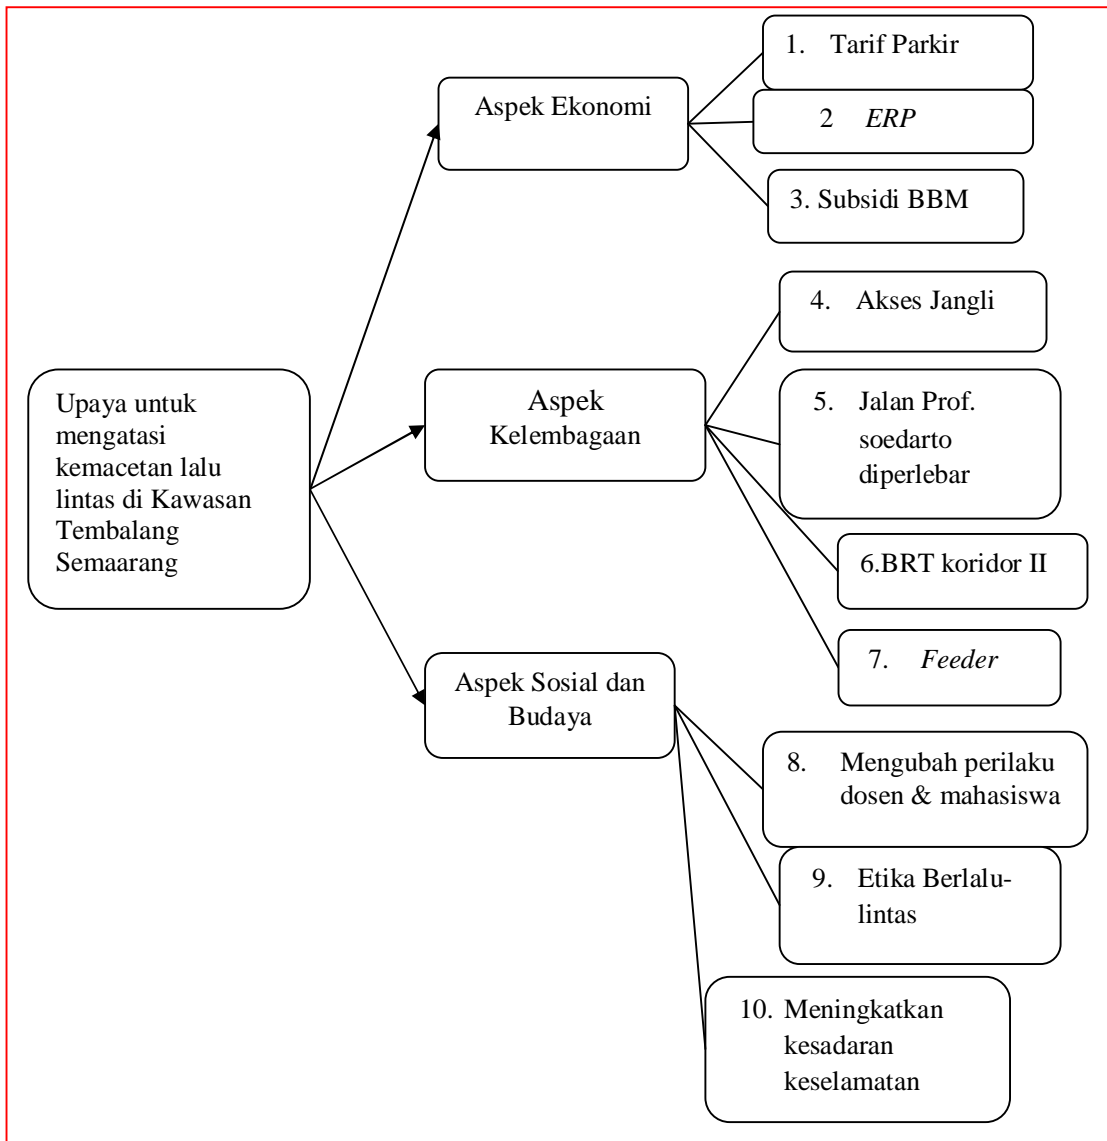 1. Tarif Parkir
Aspek Ekonomi
2 ERP
3. Subsidi BBM
4. Akses Jangli
Upaya untuk
mengatasi
kemacetan lalu
lintas di Kawasan
Tembalang
Semaarang
Aspek
Kelembagaan
5. Jalan Prof.
soedarto
diperlebar
6.BRT koridor II
7. Feeder
Aspek Sosial dan
Budaya
8. Mengubah perilaku
dosen & mahasiswa
9. Etika Berlalu-
lintas
10. Meningkatkan
kesadaran
keselamatan